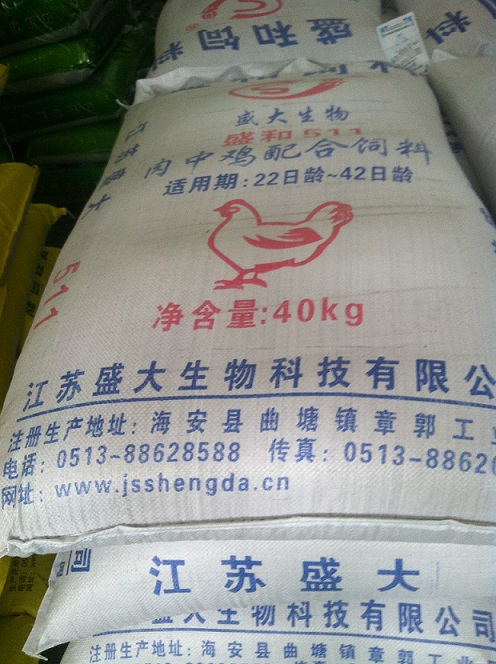 盛和饲料
盛大生物
盛和511
肉中鸡配合饲料
适用期:22日龄~42日龄
511
净含量:40kg
江苏盛大生物科技有限公
注册生产地址:海安县曲塘镇章郭工
电话:0513-88628588 传真:0513-8862
网址:www.jsshengda.cn
江苏盛大
盛大生物科技有限公司
注册生产地址:海安县曲塘镇章郭工业